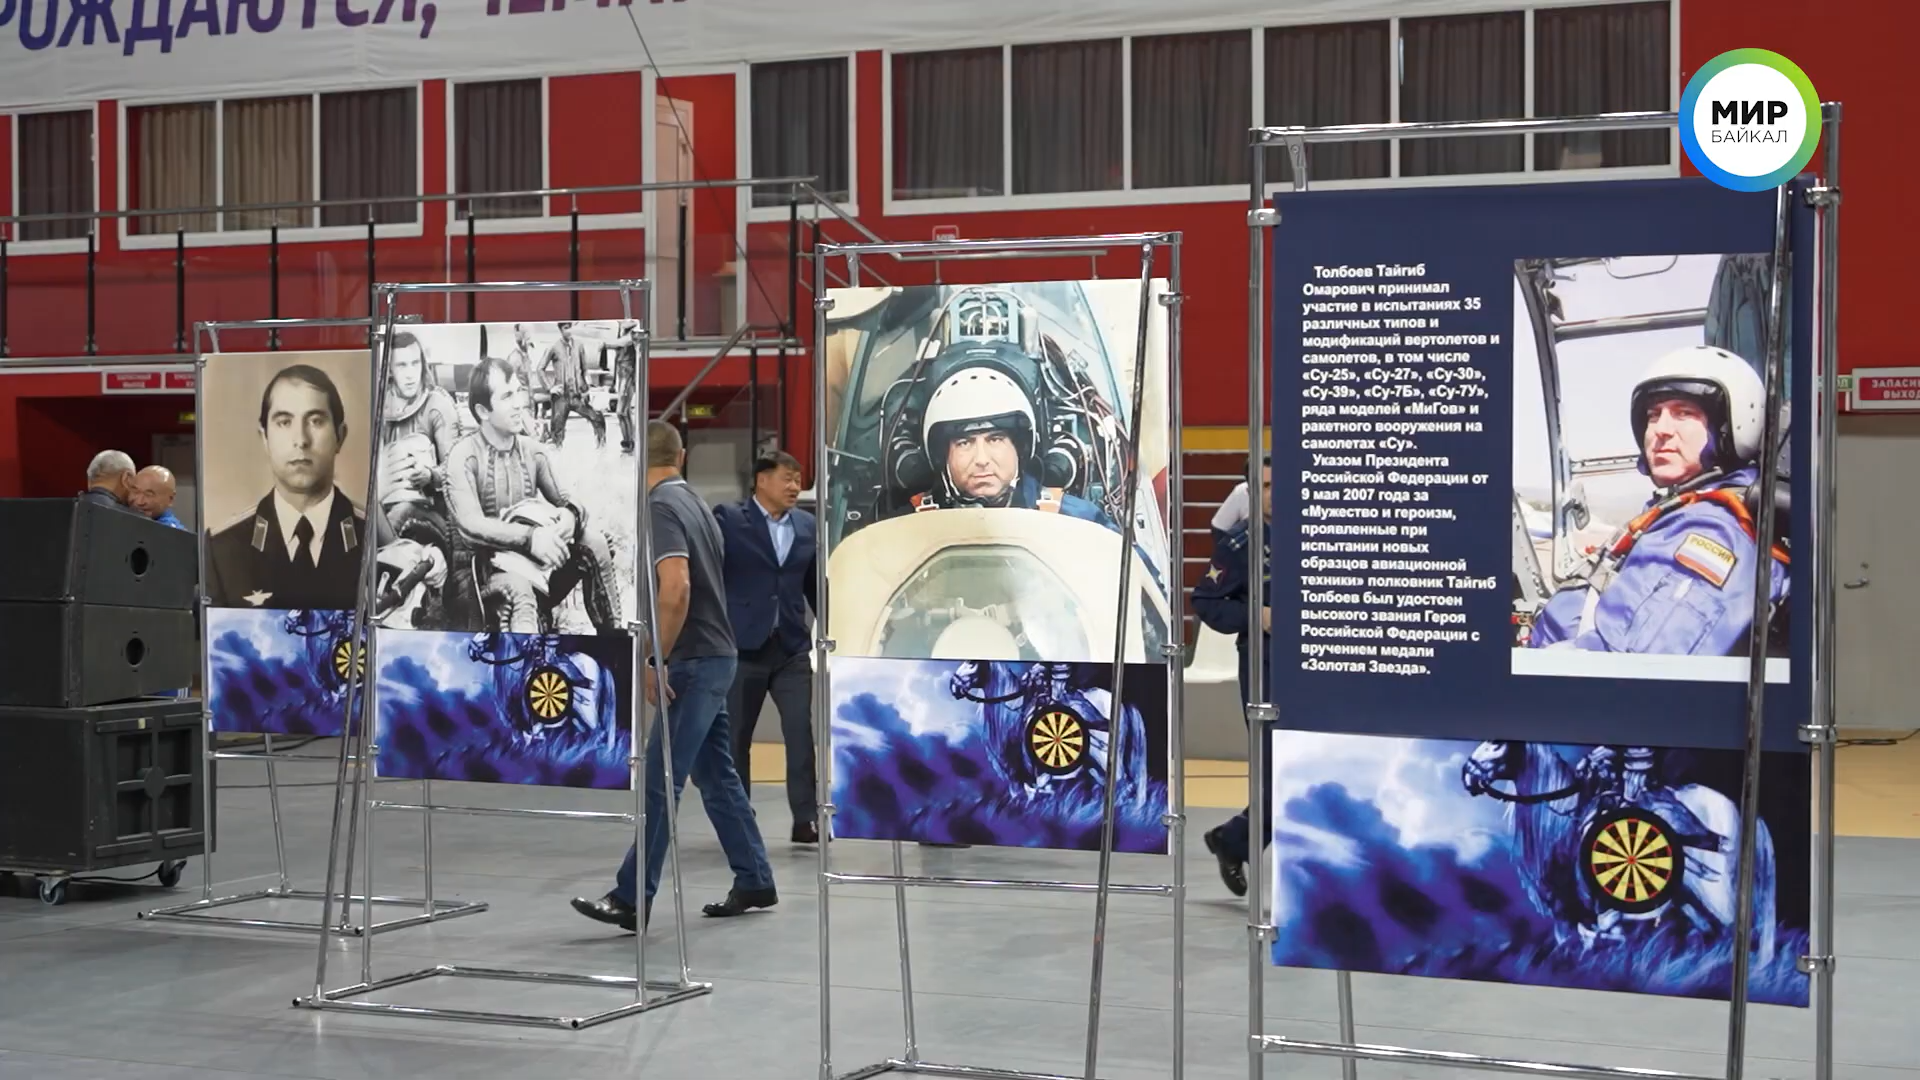 РОЖДАЮТСЯ,
МИР
БАЙКАЛ
Толбоев Тайгиб
Омарович принимал
участие в испытаниях 35
различных типов и
модификаций вертолетов и
самолетов, в том числе
«Су-25», «Су-27», «Су-30»,
«Су-39», «Су-7Б», «Су-7У»,
ряда моделей «МиГов» и
ракетного вооружения на
самолетах «Су».
Указом Президента
Российской Федерации от
9 мая 2007 года за
«Мужество и героизм,
проявленные при
испытании новых
образцов авиационной
техники» полковник Тайгиб
Толбоев был удостоен
высокого звания Героя
Российской Федерации с
вручением медали
«Золотая Звезда».
РОССИЯ
ЗАПАСНЫЙ
ВЫХОД